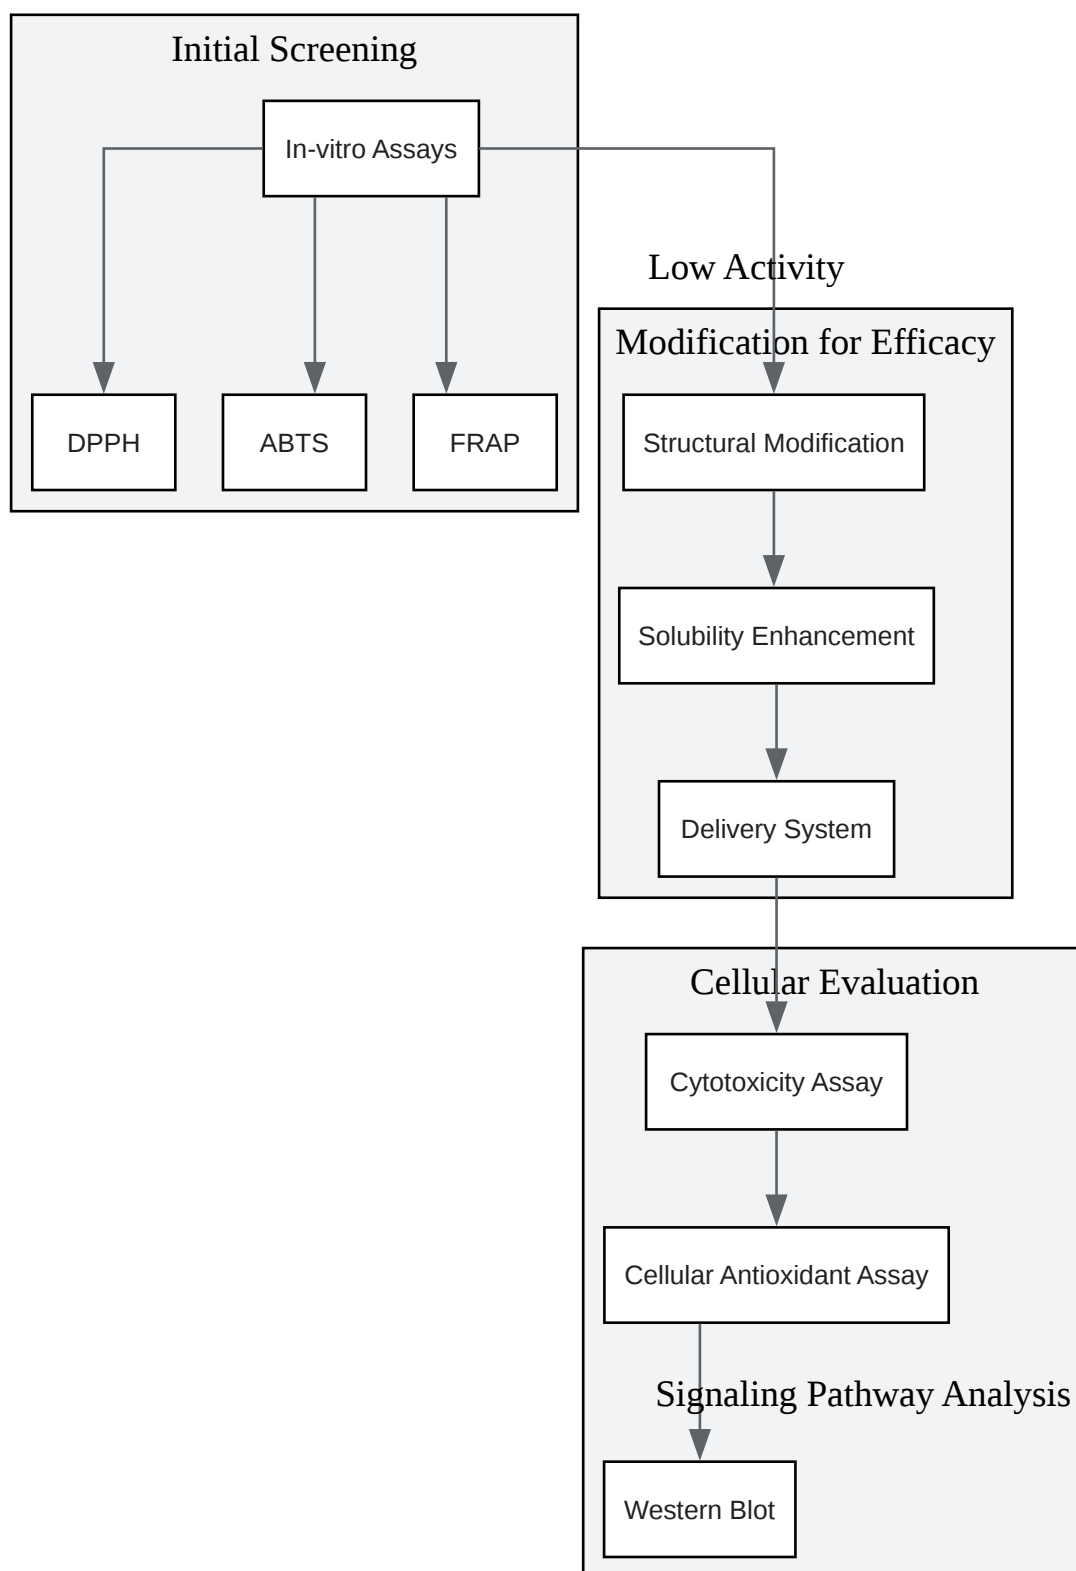 Initial Screening
In-vitro Assays
DPPH
ABTS
FRAP
Low Activity
Modification for Efficacy
Structural Modification
Solubility Enhancement
Delivery System
Cellular Evaluation
Cytotoxicity Assay
Cellular Antioxidant Assay
Signaling Pathway Analysis
Western Blot